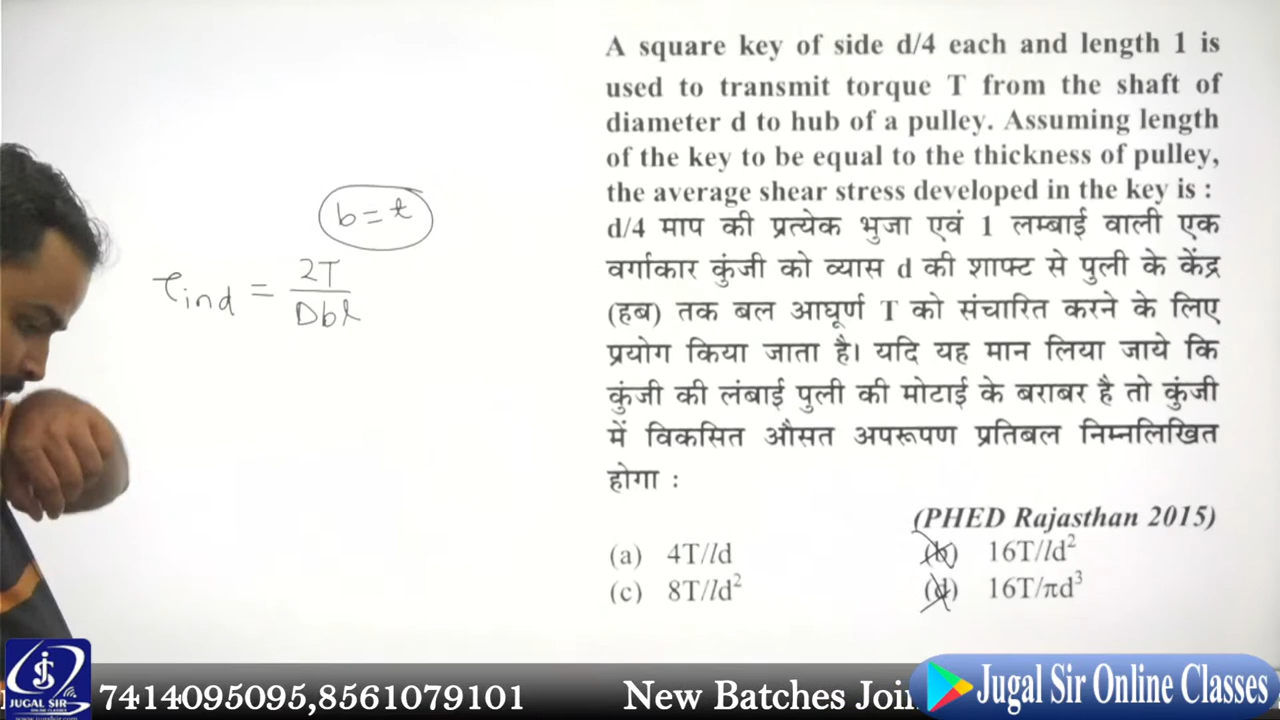 A square key of side d/4 each and length 1 is
used to transmit torque T from the shaft of
diameter d to hub of a pulley. Assuming length
of the key to be equal to the thickness of pulley,
the average shear stress developed in the key is :
d/4 माप की प्रत्येक भुजा एवं 1 लम्बाई वाली एक
वर्गाकार कुंजी को व्यास d की शाफ्ट से पुली के केंद्र
(हब) तक बल आघूर्ण T को संचारित करने के लिए
प्रयोग किया जाता है। यदि यह मान लिया जाये कि
कुंजी की लंबाई पुली की मोटाई के बराबर है तो कुंजी
में विकसित औसत अपरूपण प्रतिबल निम्नलिखित
होगा :
(PHED Rajasthan 2015)
(a) 4T/ld (b) 16T/ld²
(c) 8T/ld² (d) 16T/πd³
b = t
τind = 2T / Dbl
JUGAL SIR
7414095095,8561079101 New Batches Join
Jugal Sir Online Classes